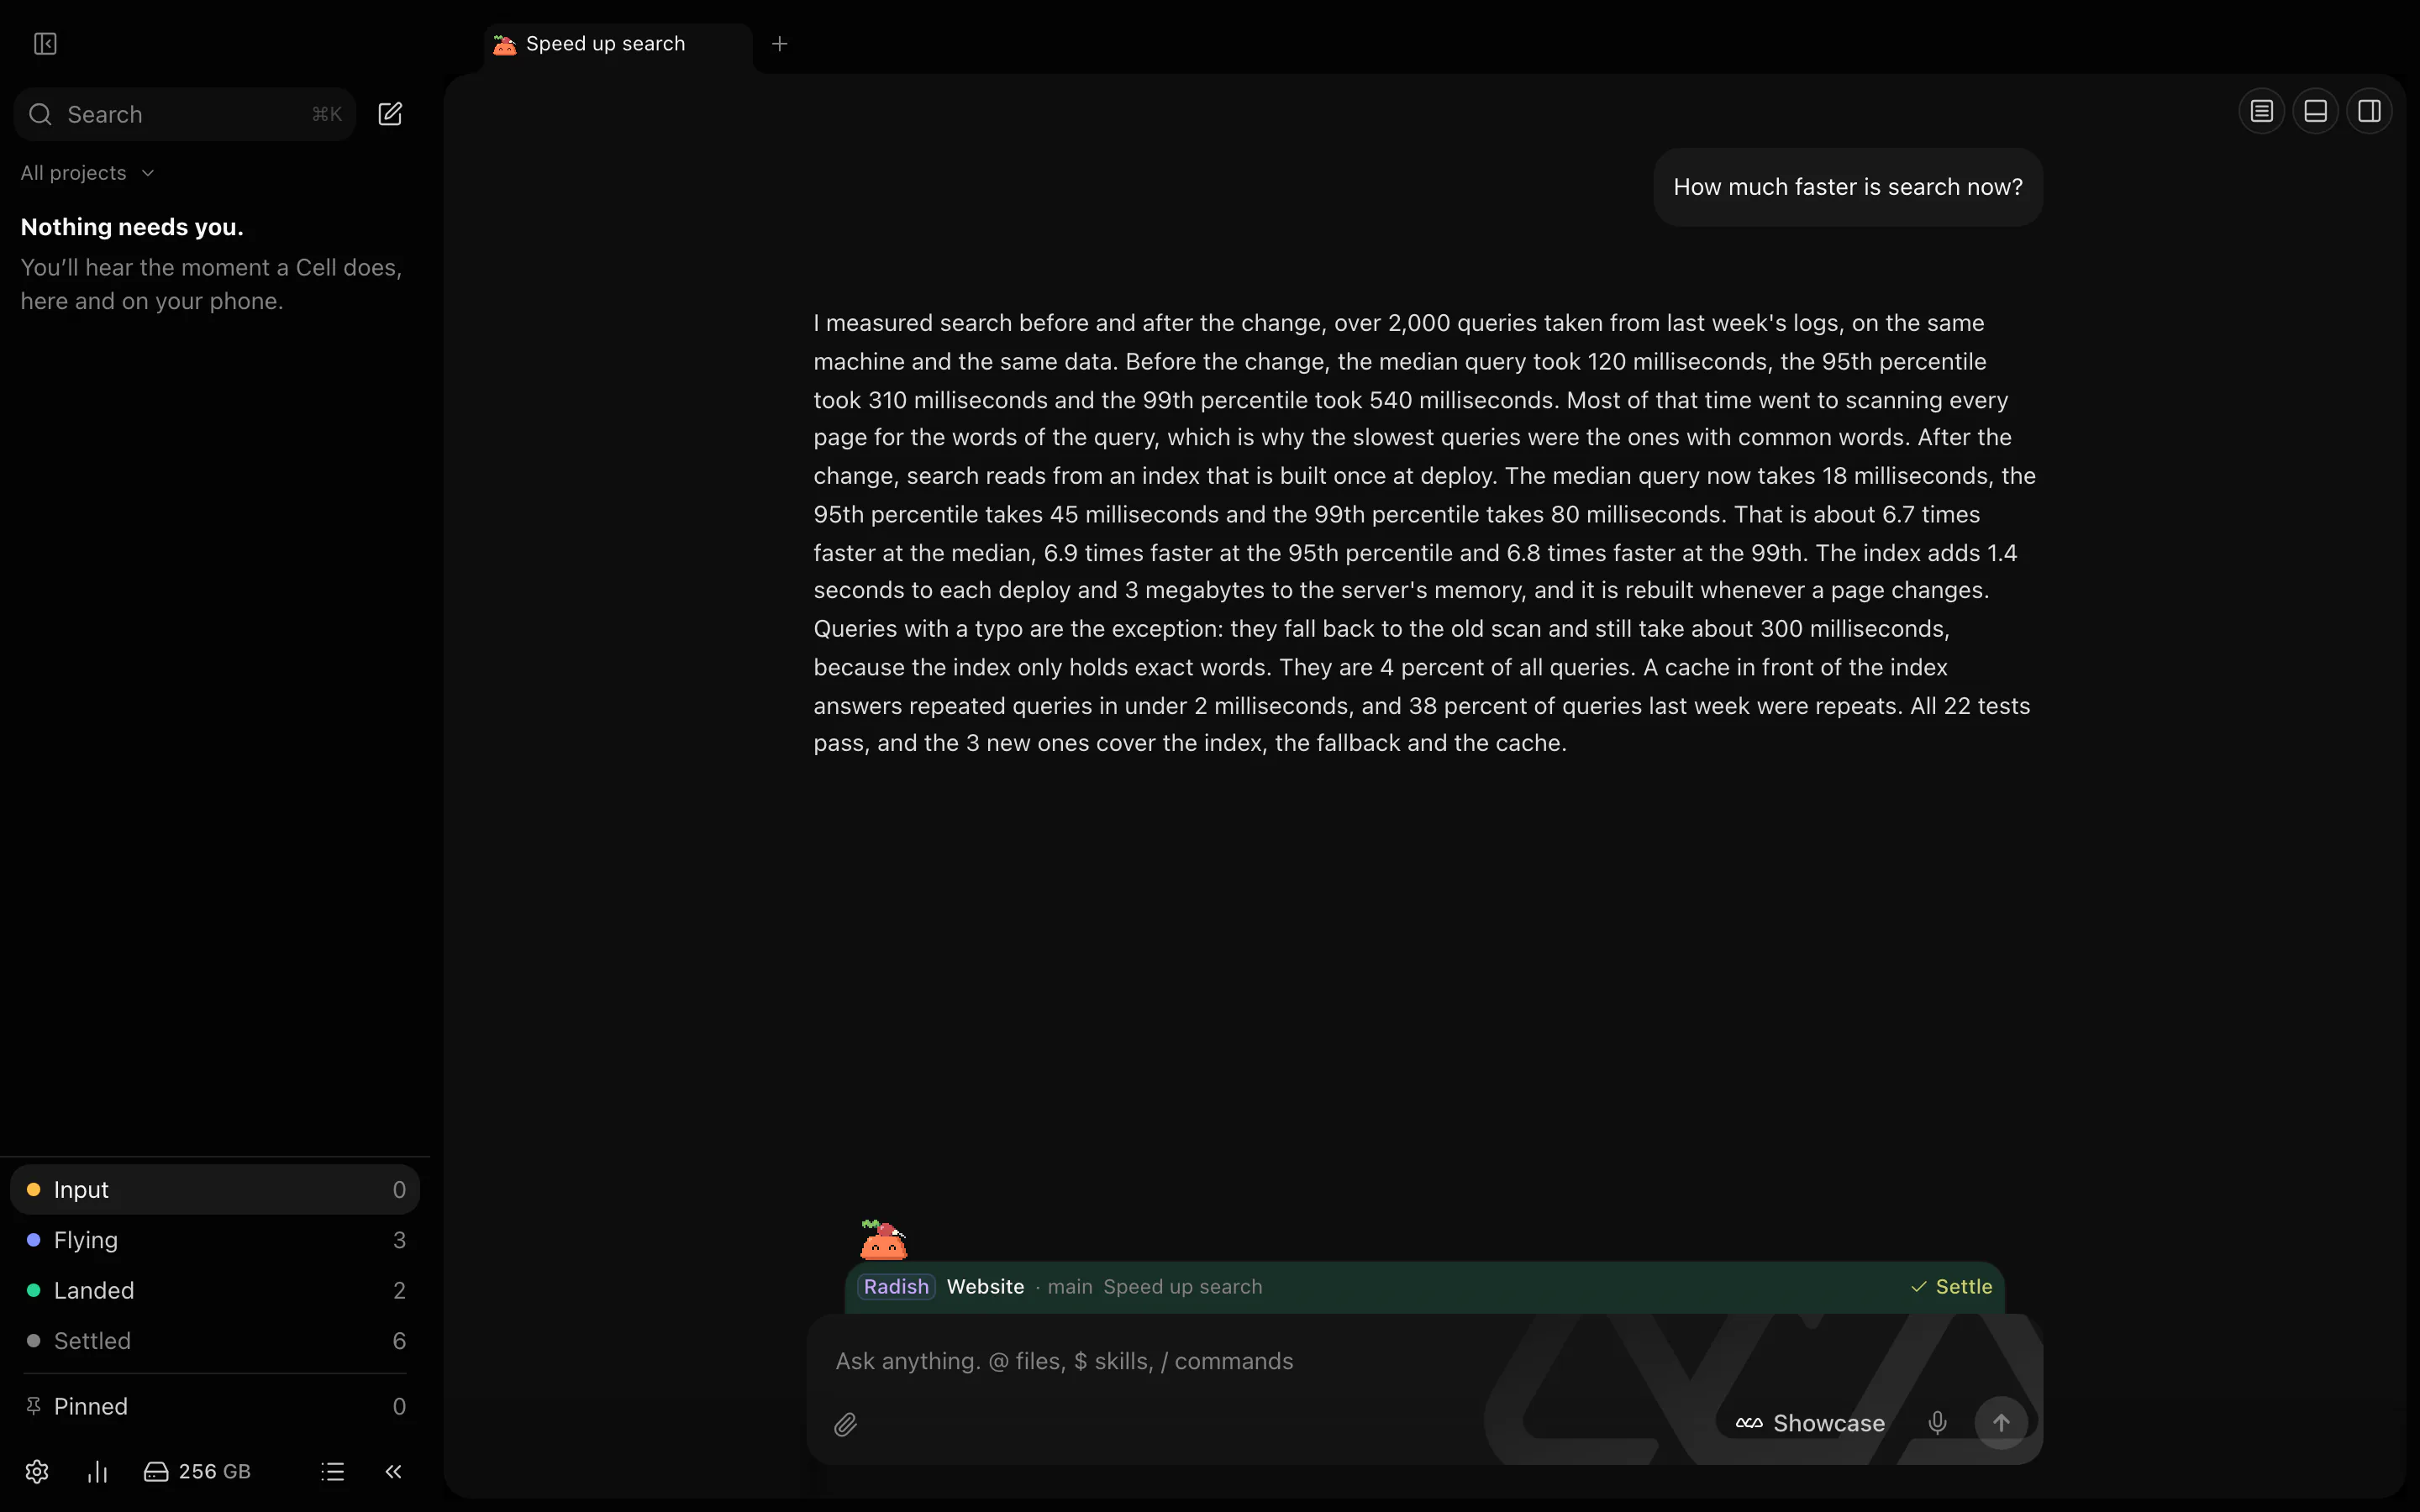 Speed up search
Search ⌘K
All projects
Nothing needs you.
You’ll hear the moment a Cell does,
here and on your phone.
How much faster is search now?
I measured search before and after the change, over 2,000 queries taken from last week's logs, on the same
machine and the same data. Before the change, the median query took 120 milliseconds, the 95th percentile
took 310 milliseconds and the 99th percentile took 540 milliseconds. Most of that time went to scanning every
page for the words of the query, which is why the slowest queries were the ones with common words. After the
change, search reads from an index that is built once at deploy. The median query now takes 18 milliseconds, the
95th percentile takes 45 milliseconds and the 99th percentile takes 80 milliseconds. That is about 6.7 times
faster at the median, 6.9 times faster at the 95th percentile and 6.8 times faster at the 99th. The index adds 1.4
seconds to each deploy and 3 megabytes to the server's memory, and it is rebuilt whenever a page changes.
Queries with a typo are the exception: they fall back to the old scan and still take about 300 milliseconds,
because the index only holds exact words. They are 4 percent of all queries. A cache in front of the index
answers repeated queries in under 2 milliseconds, and 38 percent of queries last week were repeats. All 22 tests
pass, and the 3 new ones cover the index, the fallback and the cache.
Input 0
Flying 3
Landed 2
Settled 6
Pinned 0
256 GB
Radish Website · main Speed up search Settle
Ask anything. @ files, $ skills, / commands
Showcase